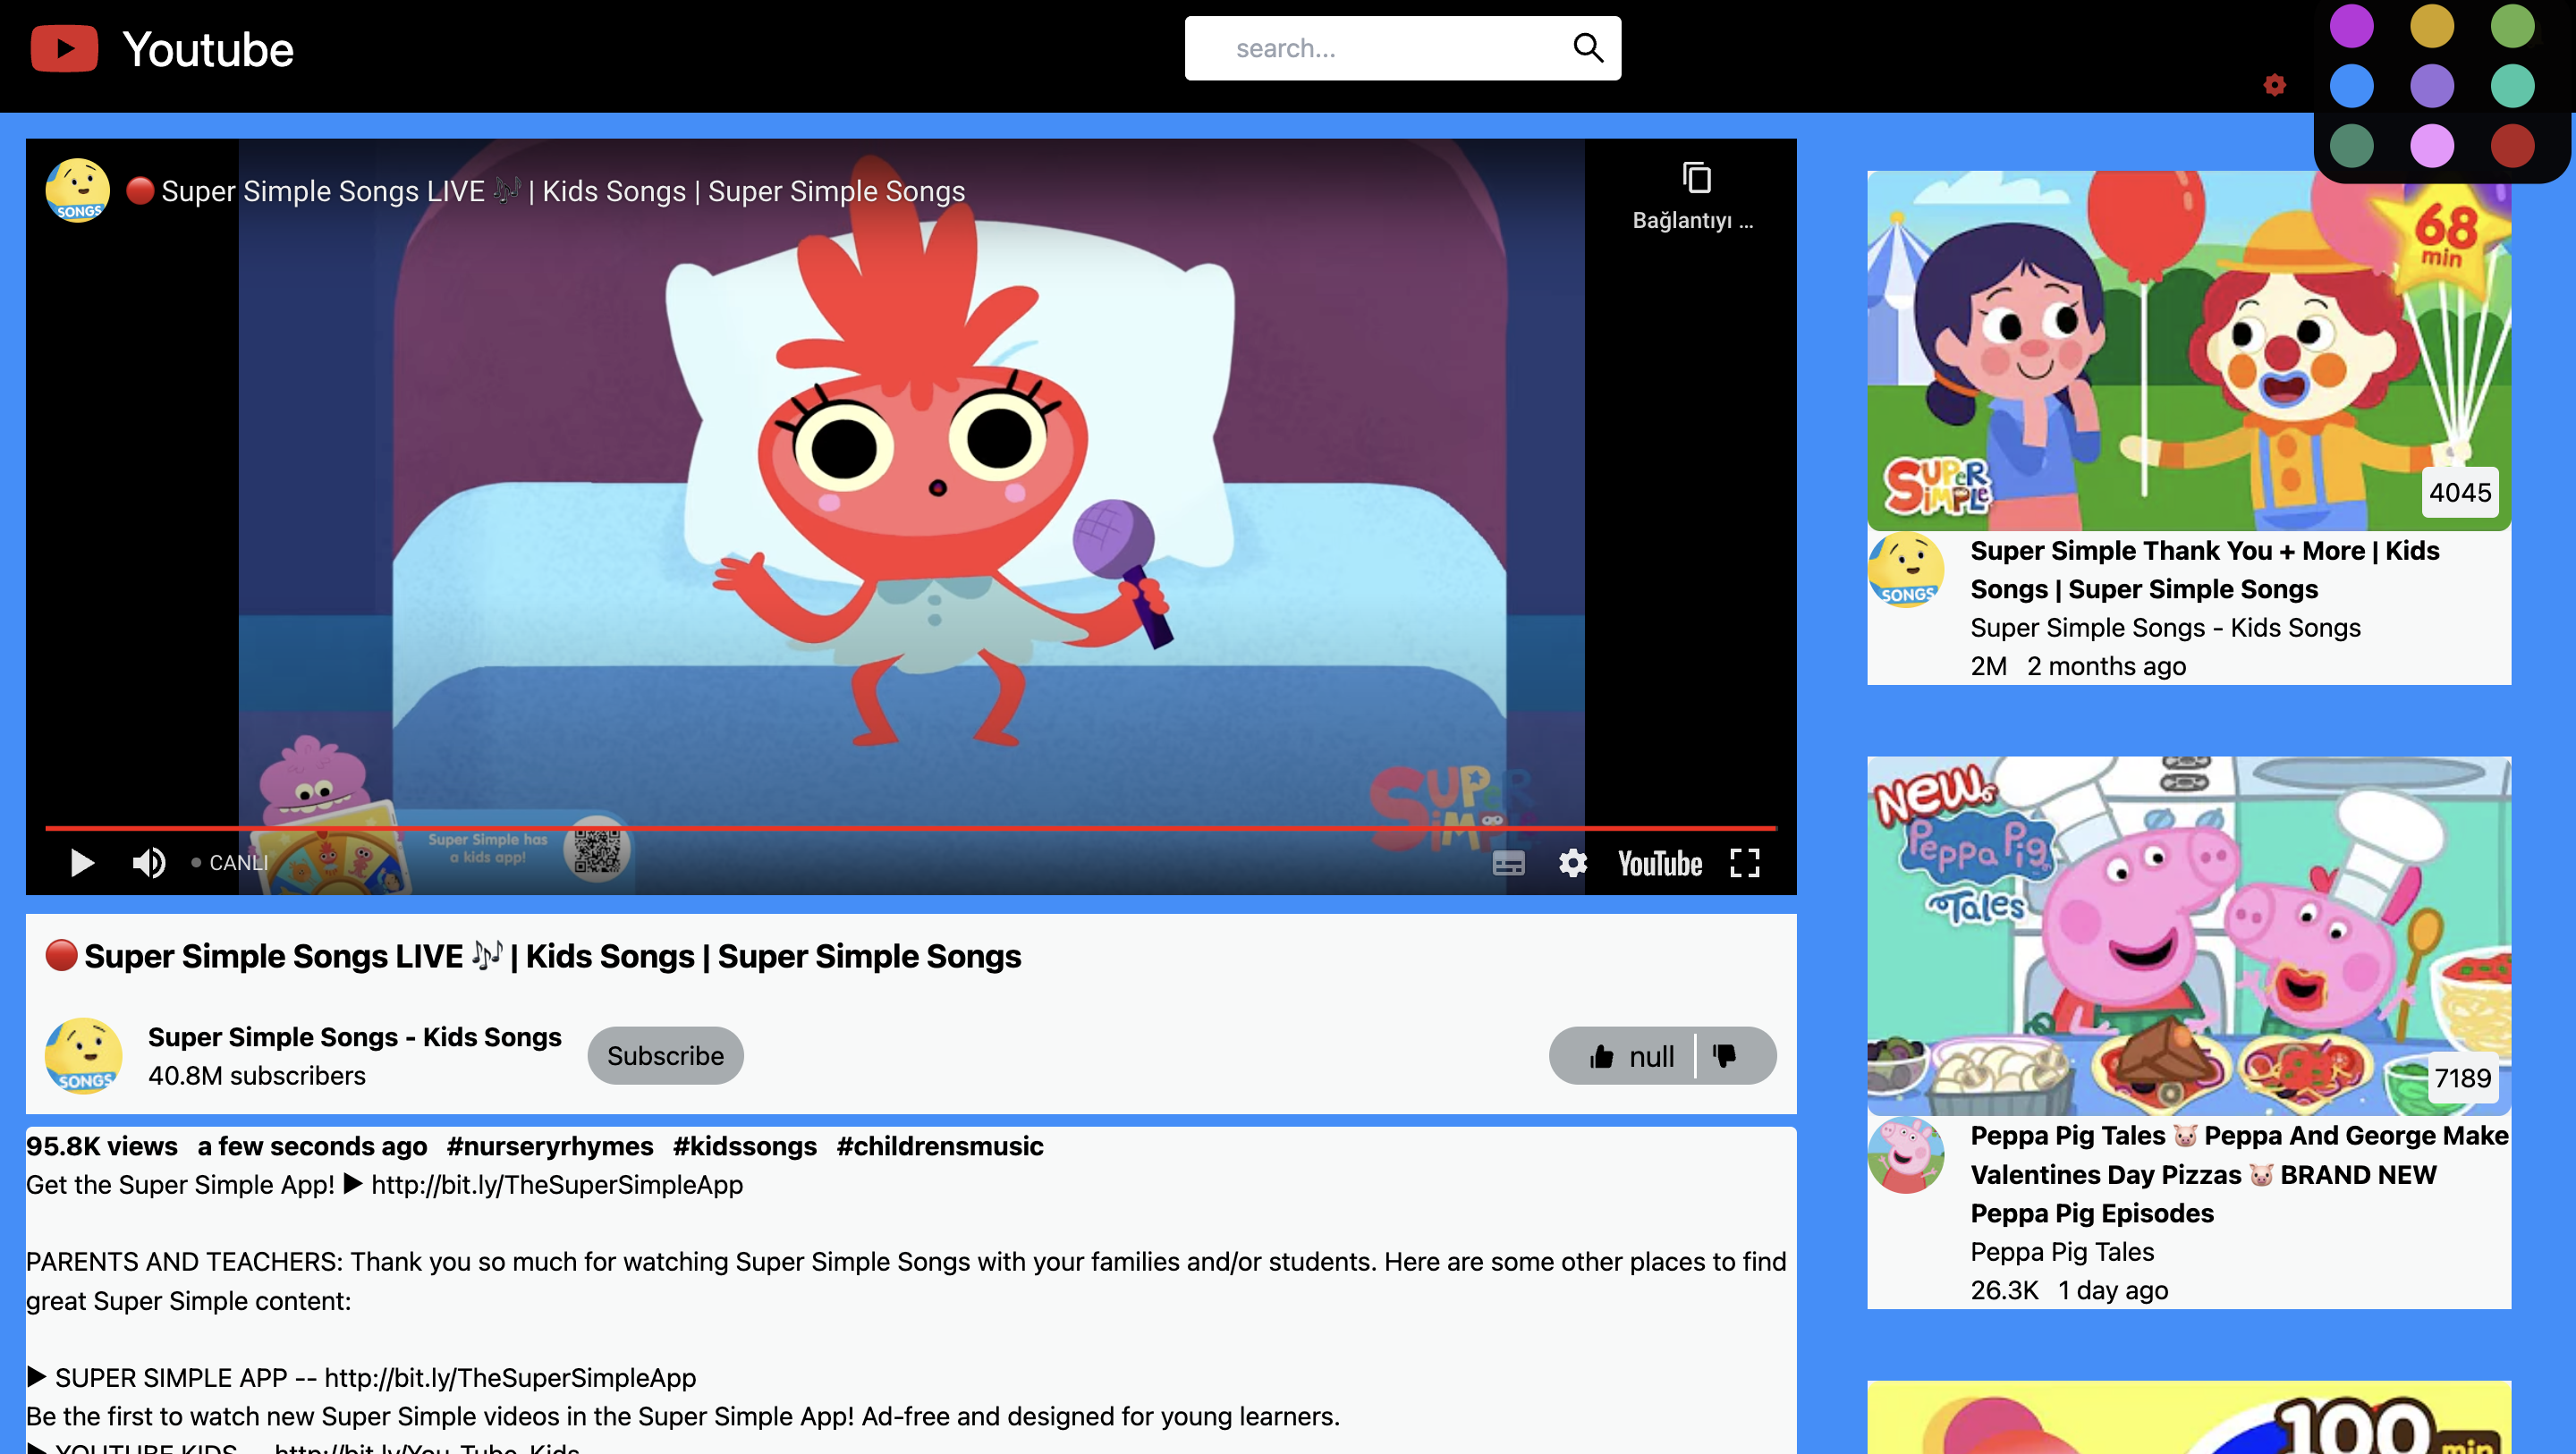 Youtube
search...
SONGS
🔴 Super Simple Songs LIVE 🎶 | Kids Songs | Super Simple Songs
Bağlantıyı ...
SUPER
SIMPLE
Super Simple has
a kids app!
CANLI
YouTube
🔴 Super Simple Songs LIVE 🎶 | Kids Songs | Super Simple Songs
SONGS
Super Simple Songs - Kids Songs
40.8M subscribers
Subscribe
null
95.8K views a few seconds ago #nurseryrhymes #kidssongs #childrensmusic
Get the Super Simple App! ▶ http://bit.ly/TheSuperSimpleApp
PARENTS AND TEACHERS: Thank you so much for watching Super Simple Songs with your families and/or students. Here are some other places to find
great Super Simple content:
▶ SUPER SIMPLE APP -- http://bit.ly/TheSuperSimpleApp
Be the first to watch new Super Simple videos in the Super Simple App! Ad-free and designed for young learners.
▶ YOUTUBE KIDS -- http://bit.ly/You_Tube_Kids
68
min
SUPER
SIMPLE
4045
SONGS
Super Simple Thank You + More | Kids
Songs | Super Simple Songs
Super Simple Songs - Kids Songs
2M 2 months ago
New
Peppa Pig
Tales
7189
Peppa Pig Tales 🐷 Peppa And George Make
Valentines Day Pizzas 🐷 BRAND NEW
Peppa Pig Episodes
Peppa Pig Tales
26.3K 1 day ago
100
min